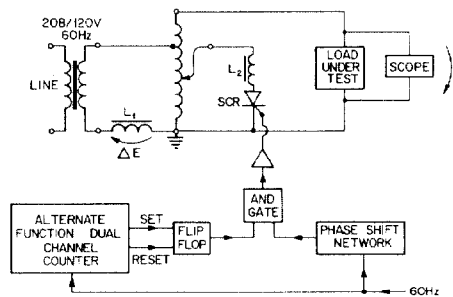 208/120V
60Hz
LINE
L1
ΔE
L2
SCR
LOAD
UNDER
TEST
SCOPE
AND
GATE
ALTERNATE
FUNCTION DUAL
CHANNEL
COUNTER
SET
RESET
FLIP
FLOP
PHASE SHIFT
NETWORK
60Hz